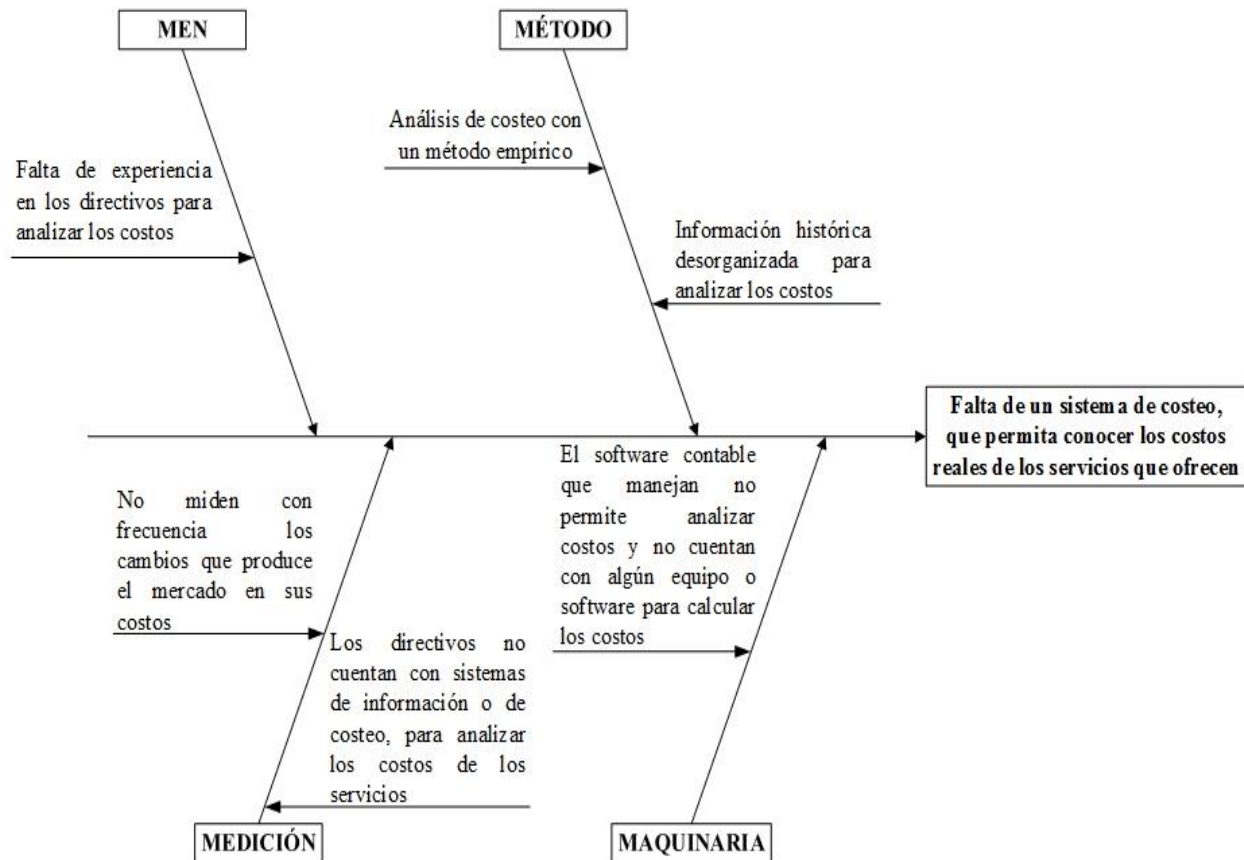 MEN
MÉTODO
Análisis de costeo con
un método empírico
Falta de experiencia
en los directivos para
analizar los costos
Información histórica
desorganizada para
analizar los costos
Falta de un sistema de costeo,
que permita conocer los costos
reales de los servicios que ofrecen
No miden con
frecuencia los
cambios que produce
el mercado en sus
costos
El software contable
que manejan no
permite analizar
costos y no cuentan
con algún equipo o
software para calcular
los costos
Los directivos no
cuentan con sistemas
de información o de
costeo, para analizar
los costos de los
servicios
MEDICIÓN
MAQUINARIA